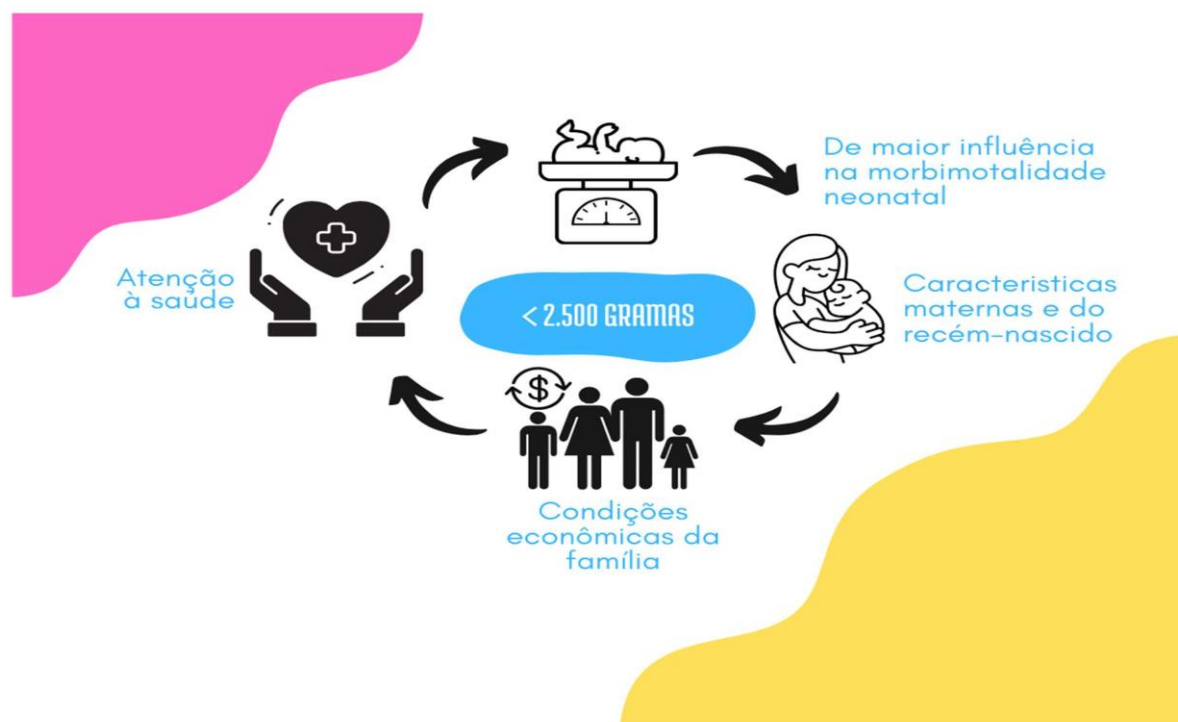 De maior influência
na morbimotalidade
neonatal
Atenção
à saúde
< 2.500 GRAMAS
Caracteristicas
maternas e do
recém-nascido
$
Condições
econômicas da
família